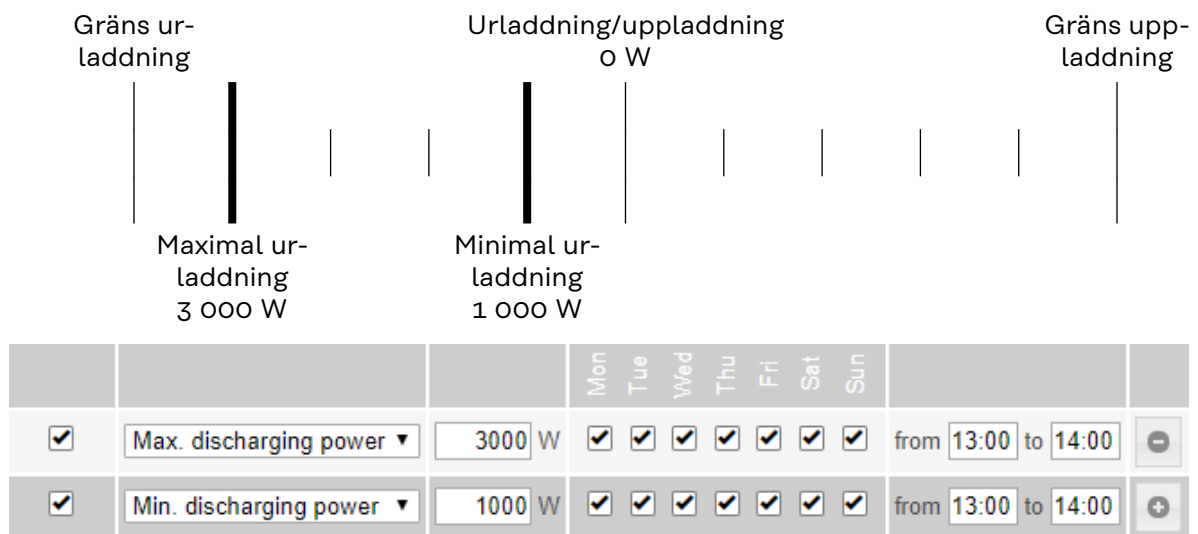 Gräns ur-
laddning
Urladdning/uppladdning
0 W
Gräns upp-
laddning
Maximal ur-
laddning
3 000 W
Minimal ur-
laddning
1 000 W
Mon Tue Wed Thu Fri Sat Sun
Max. discharging power 3000 W from 13:00 to 14:00
Min. discharging power 1000 W from 13:00 to 14:00